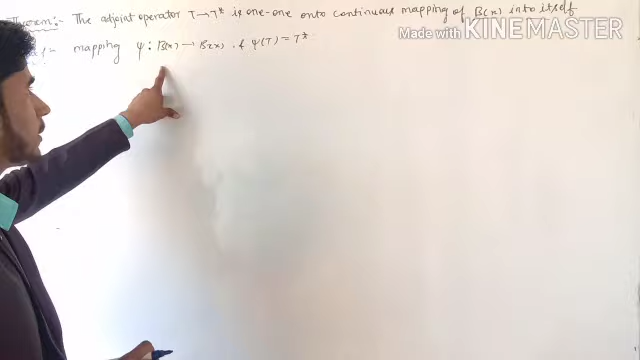 Theorem:- The adjoint operator T→T* is one-one onto continuous mapping of B(x) into itself
mapping ψ : B(x) → B(x) . & ψ(T) = T*
Made with KINEMASTER